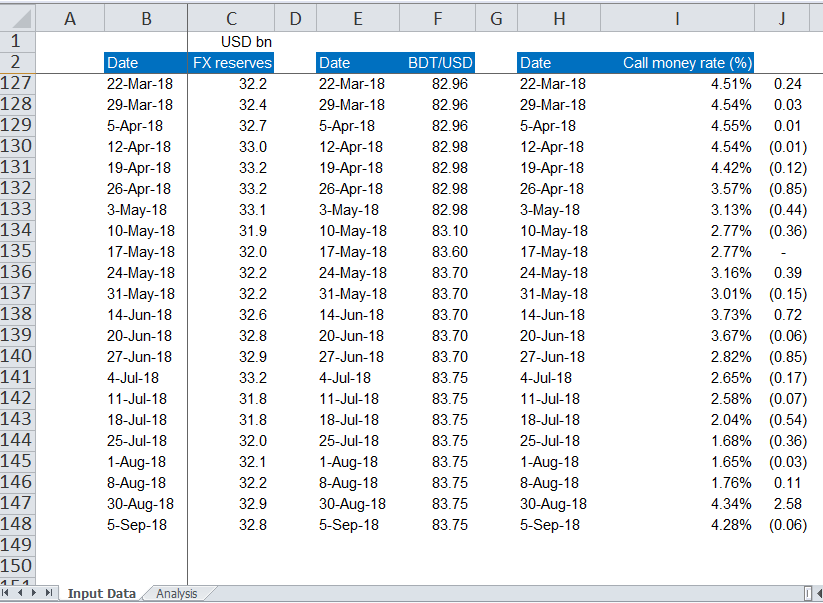 A B C D E F G H I J
1 USD bn
2 Date FX reserves Date BDT/USD Date Call money rate (%)
127 22-Mar-18 32.2 22-Mar-18 82.96 22-Mar-18 4.51% 0.24
128 29-Mar-18 32.4 29-Mar-18 82.96 29-Mar-18 4.54% 0.03
129 5-Apr-18 32.7 5-Apr-18 82.96 5-Apr-18 4.55% 0.01
130 12-Apr-18 33.0 12-Apr-18 82.98 12-Apr-18 4.54% (0.01)
131 19-Apr-18 33.2 19-Apr-18 82.98 19-Apr-18 4.42% (0.12)
132 26-Apr-18 33.2 26-Apr-18 82.98 26-Apr-18 3.57% (0.85)
133 3-May-18 33.1 3-May-18 82.98 3-May-18 3.13% (0.44)
134 10-May-18 31.9 10-May-18 83.10 10-May-18 2.77% (0.36)
135 17-May-18 32.0 17-May-18 83.60 17-May-18 2.77% -
136 24-May-18 32.2 24-May-18 83.70 24-May-18 3.16% 0.39
137 31-May-18 32.2 31-May-18 83.70 31-May-18 3.01% (0.15)
138 14-Jun-18 32.6 14-Jun-18 83.70 14-Jun-18 3.73% 0.72
139 20-Jun-18 32.8 20-Jun-18 83.70 20-Jun-18 3.67% (0.06)
140 27-Jun-18 32.9 27-Jun-18 83.70 27-Jun-18 2.82% (0.85)
141 4-Jul-18 33.2 4-Jul-18 83.75 4-Jul-18 2.65% (0.17)
142 11-Jul-18 31.8 11-Jul-18 83.75 11-Jul-18 2.58% (0.07)
143 18-Jul-18 31.8 18-Jul-18 83.75 18-Jul-18 2.04% (0.54)
144 25-Jul-18 32.0 25-Jul-18 83.75 25-Jul-18 1.68% (0.36)
145 1-Aug-18 32.1 1-Aug-18 83.75 1-Aug-18 1.65% (0.03)
146 8-Aug-18 32.2 8-Aug-18 83.75 8-Aug-18 1.76% 0.11
147 30-Aug-18 32.9 30-Aug-18 83.75 30-Aug-18 4.34% 2.58
148 5-Sep-18 32.8 5-Sep-18 83.75 5-Sep-18 4.28% (0.06)
149
150
151
Input Data Analysis